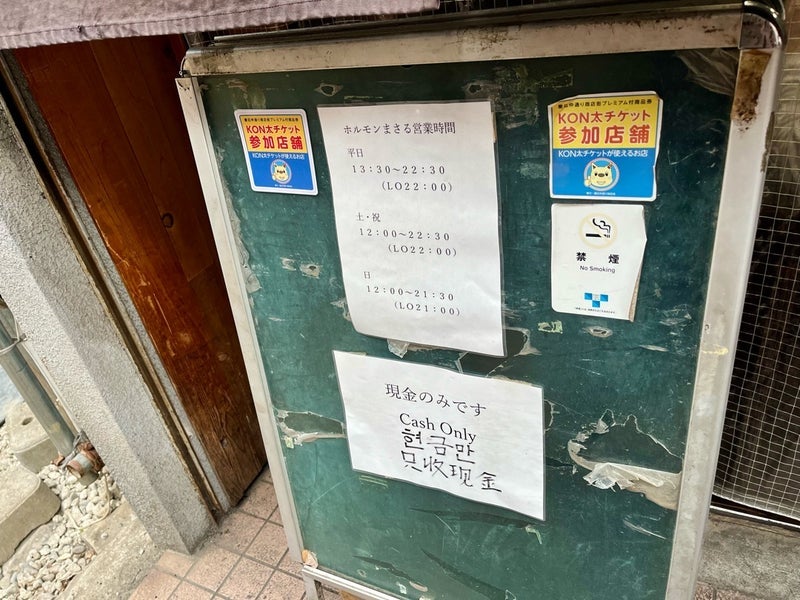 KON太チケット
参加店舗
KON太チケットが使えるお店
ホルモンまさる営業時間
平日
13:30〜22:30
(LO22:00)
土・祝
12:00〜22:30
(LO22:00)
日
12:00〜21:30
(LO21:00)
KON太チケット
参加店舗
KON太チケットが使えるお店
禁煙
No Smoking
現金のみです
Cash Only
현금만
只收现金